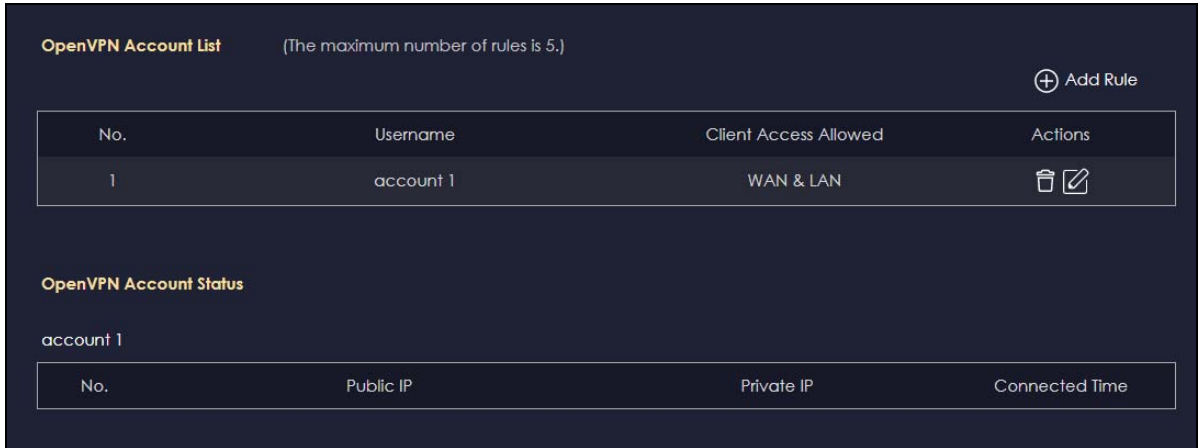 OpenVPN Account List (The maximum number of rules is 5.)
Add Rule
No. Username Client Access Allowed Actions
1 account 1 WAN & LAN
OpenVPN Account Status
account 1
No. Public IP Private IP Connected Time